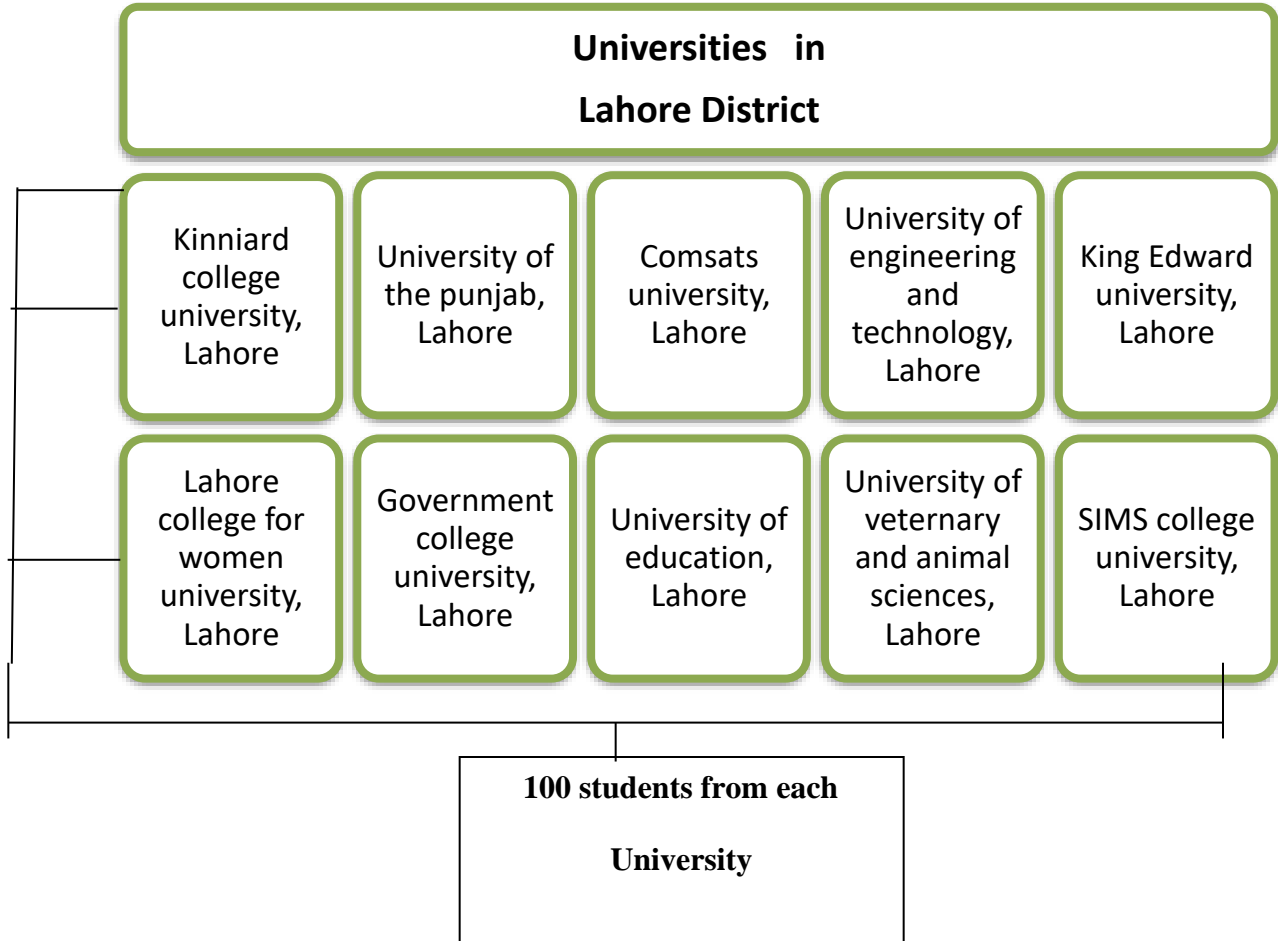 Universities in
Lahore District
Kinniard
college
university,
Lahore
University of
the punjab,
Lahore
Comsats
university,
Lahore
University of
engineering
and
technology,
Lahore
King Edward
university,
Lahore
Lahore
college for
women
university,
Lahore
Government
college
university,
Lahore
University of
education,
Lahore
University of
veternary
and animal
sciences,
Lahore
SIMS college
university,
Lahore
100 students from each
University